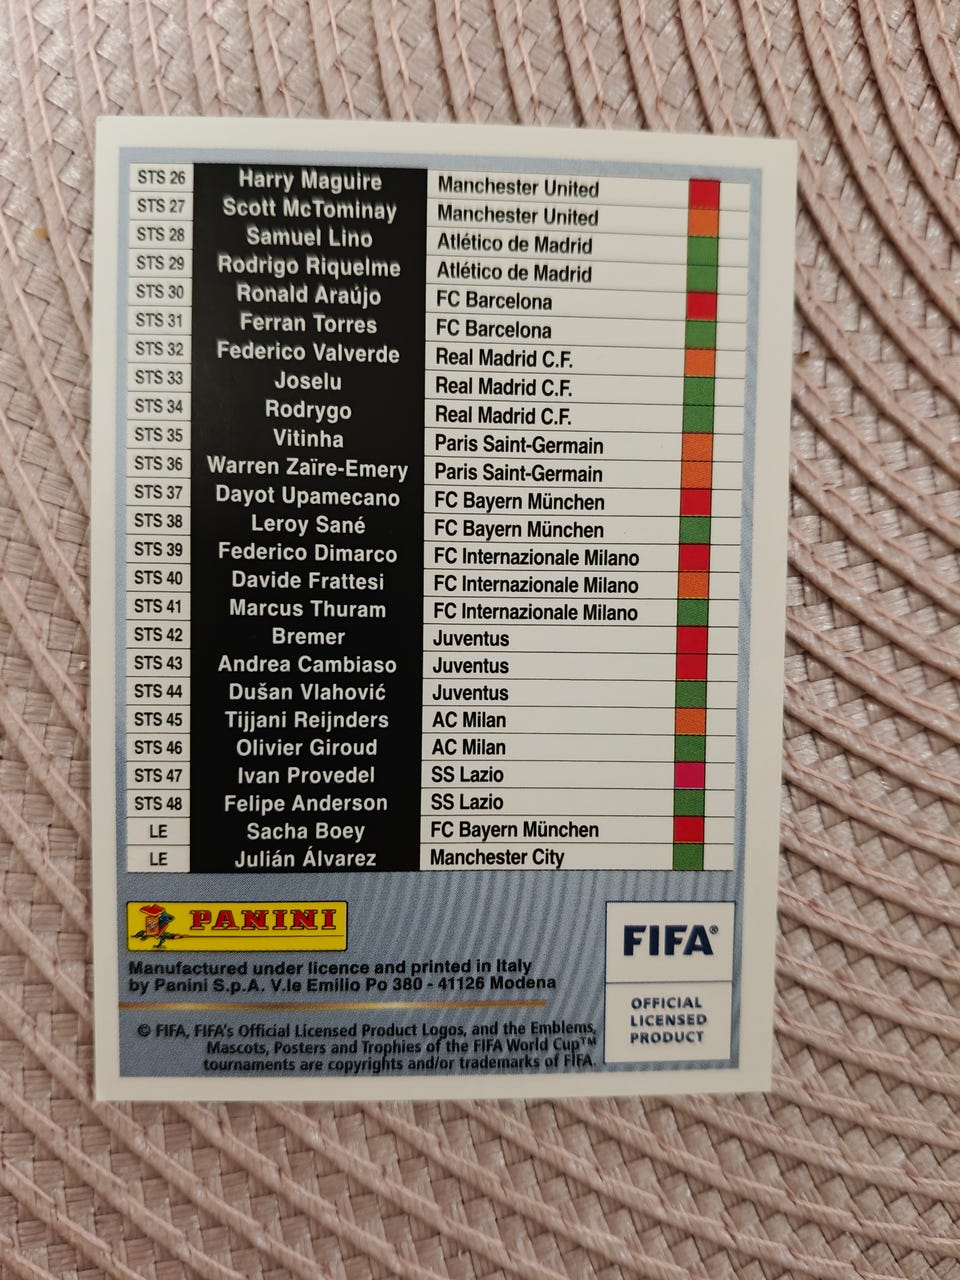 STS 26 Harry Maguire Manchester United
STS 27 Scott McTominay Manchester United
STS 28 Samuel Lino Atlético de Madrid
STS 29 Rodrigo Riquelme Atlético de Madrid
STS 30 Ronald Araújo FC Barcelona
STS 31 Ferran Torres FC Barcelona
STS 32 Federico Valverde Real Madrid C.F.
STS 33 Joselu Real Madrid C.F.
STS 34 Rodrygo Real Madrid C.F.
STS 35 Vitinha Paris Saint-Germain
STS 36 Warren Zaïre-Emery Paris Saint-Germain
STS 37 Dayot Upamecano FC Bayern München
STS 38 Leroy Sané FC Bayern München
STS 39 Federico Dimarco FC Internazionale Milano
STS 40 Davide Frattesi FC Internazionale Milano
STS 41 Marcus Thuram FC Internazionale Milano
STS 42 Bremer Juventus
STS 43 Andrea Cambiaso Juventus
STS 44 Dušan Vlahović Juventus
STS 45 Tijjani Reijnders AC Milan
STS 46 Olivier Giroud AC Milan
STS 47 Ivan Provedel SS Lazio
STS 48 Felipe Anderson SS Lazio
LE Sacha Boey FC Bayern München
LE Julián Álvarez Manchester City
PANINI
Manufactured under licence and printed in Italy
by Panini S.p.A. V.le Emilio Po 380 - 41126 Modena
© FIFA, FIFA's Official Licensed Product Logos, and the Emblems,
Mascots, Posters and Trophies of the FIFA World Cup™
tournaments are copyrights and/or trademarks of FIFA.
FIFA®
OFFICIAL
LICENSED
PRODUCT